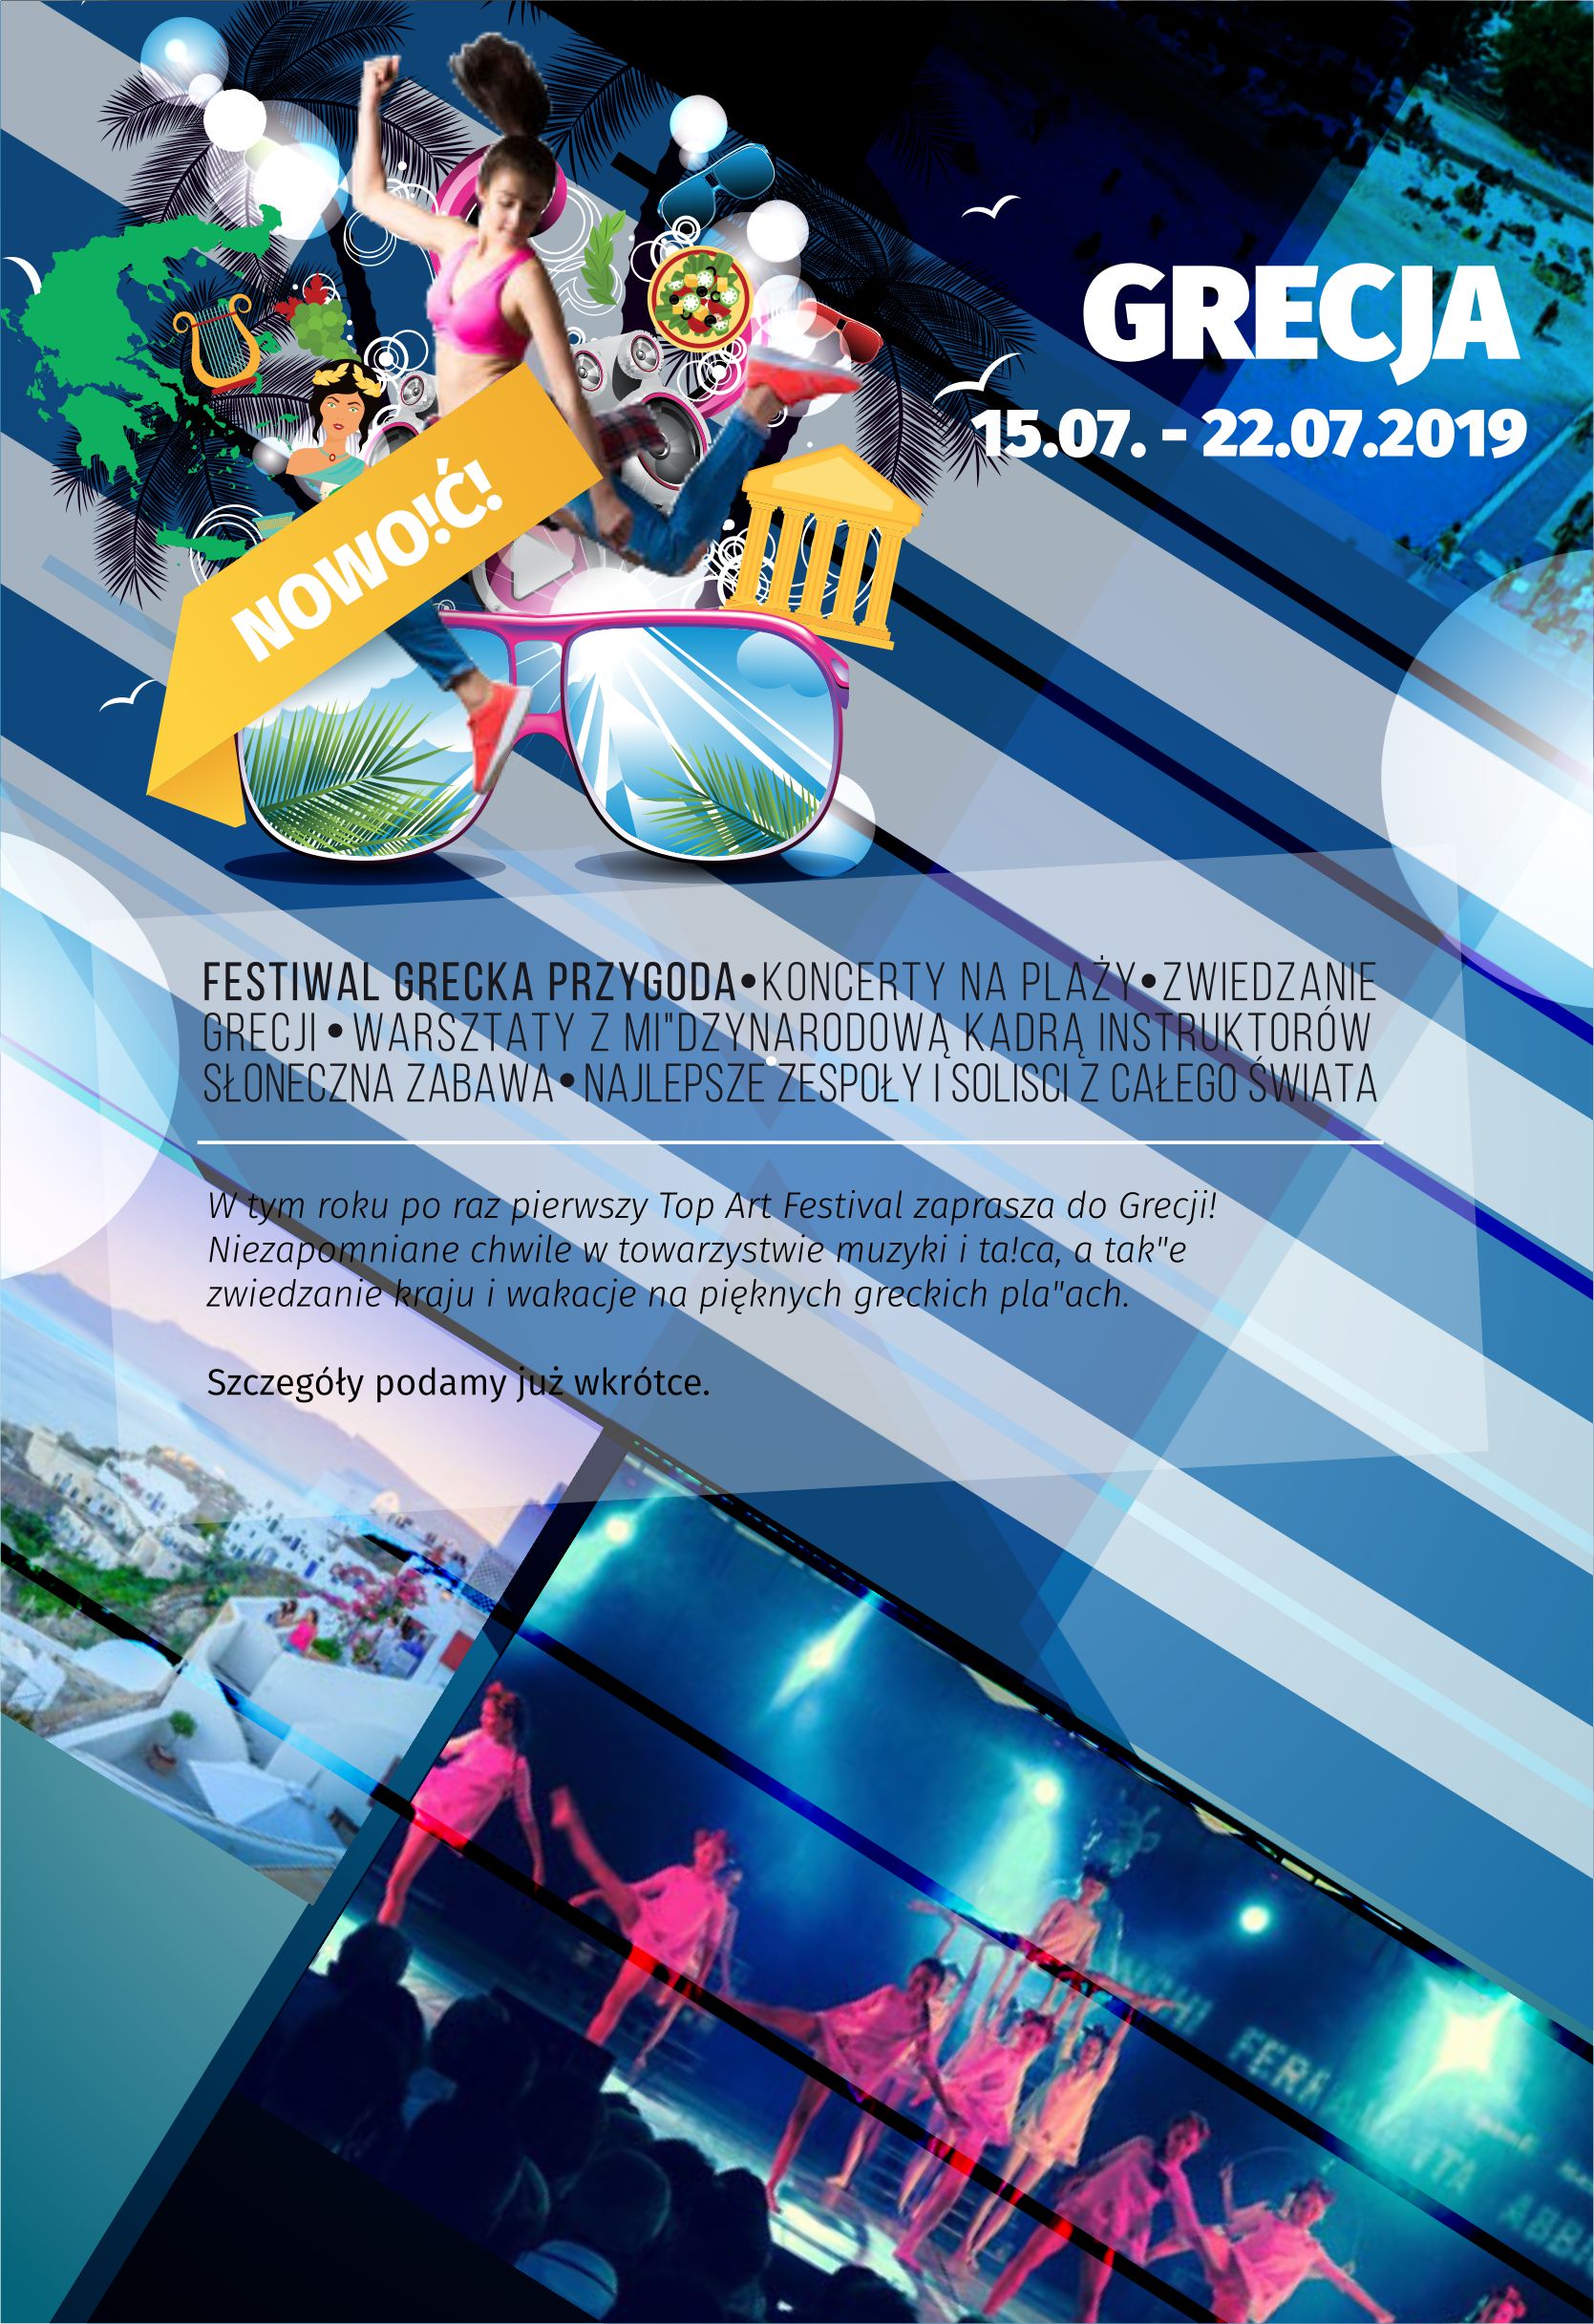 GRECJA
15.07. - 22.07.2019
NOWO!Ć!
FESTIWAL GRECKA PRZYGODA•KONCERTY NA PLAŻY•ZWIEDZANIE
GRECJI•WARSZTATY Z MI"DZYNARODOWĄ KADRĄ INSTRUKTORÓW
SŁONECZNA ZABAWA•NAJLEPSZE ZESPOŁY I SOLISCI Z CAŁEGO ŚWIATA
W tym roku po raz pierwszy Top Art Festival zaprasza do Grecji!
Niezapomniane chwile w towarzystwie muzyki i ta!ca, a tak"e
zwiedzanie kraju i wakacje na pięknych greckich pla"ach.
Szczegóły podamy już wkrótce.